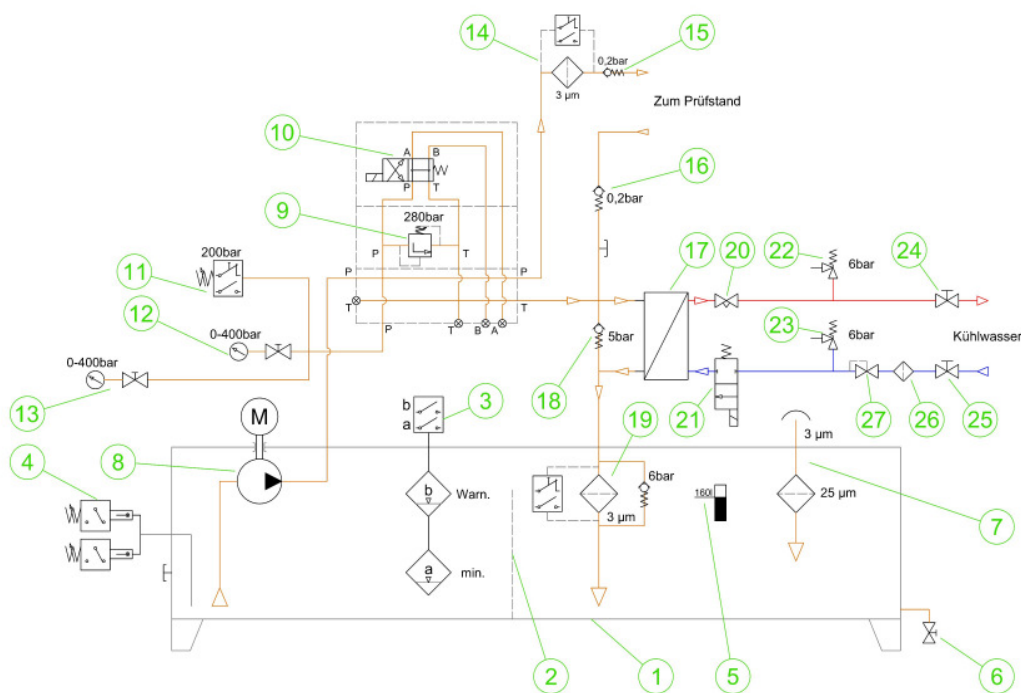 14
15
0,2bar
3 µm
Zum Prüfstand
10
A
B
P
T
16
0,2bar
9
280bar
P
T
11
200bar
17
20
22
6bar
24
P
P
T
T
12
0-400bar
P
T
B
A
18
5bar
23
6bar
Kühlwasser
13
0-400bar
21
27
26
25
M
b
a
3
19
3 µm
4
8
b
Warn.
6bar
160l
25 µm
3 µm
7
a
min.
2
1
5
6